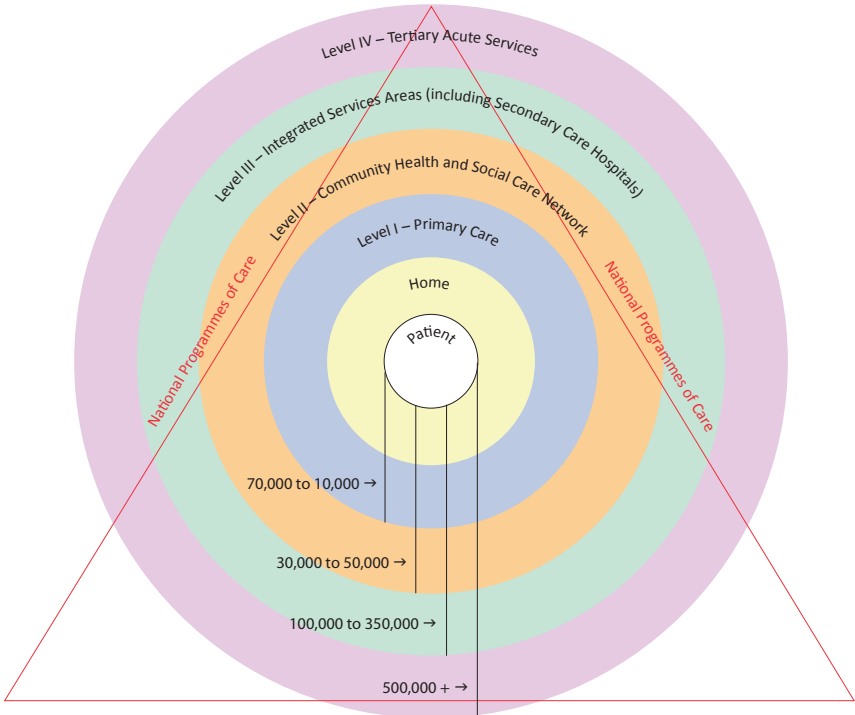 Level IV – Tertiary Acute Services
Level III – Integrated Services Areas (including Secondary Care Hospitals)
Level II – Community Health and Social Care Network
Level I – Primary Care
Home
Patient
National Programmes of Care
National Programmes of Care
70,000 to 10,000 →
30,000 to 50,000 →
100,000 to 350,000 →
500,000 + →